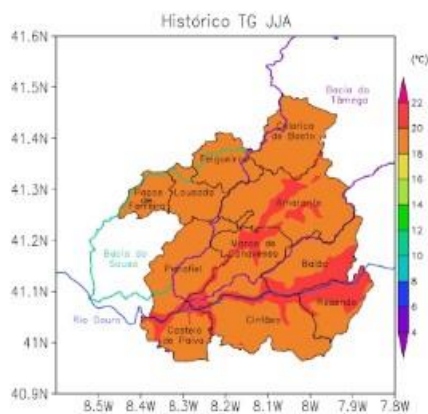 Histórico TG JJA
41.6N
41.5N
41.4N
41.3N
41.2N
41.1N
41N
40.9N
8.5W 8.4W 8.3W 8.2W 8.1W 8W 7.9W 7.8W
(ºC)
22
20
18
16
14
12
10
8
6
4
Bacia do
Tâmega
Celorico
de Basto
Felgueiras
Lousada
Paços
de
Ferreira
Amarante
Marco de
Canaveses
Bacia do
Sousa
Penafiel
Baião
Resende
Rio Douro
Cinfães
Castelo
de Paiva